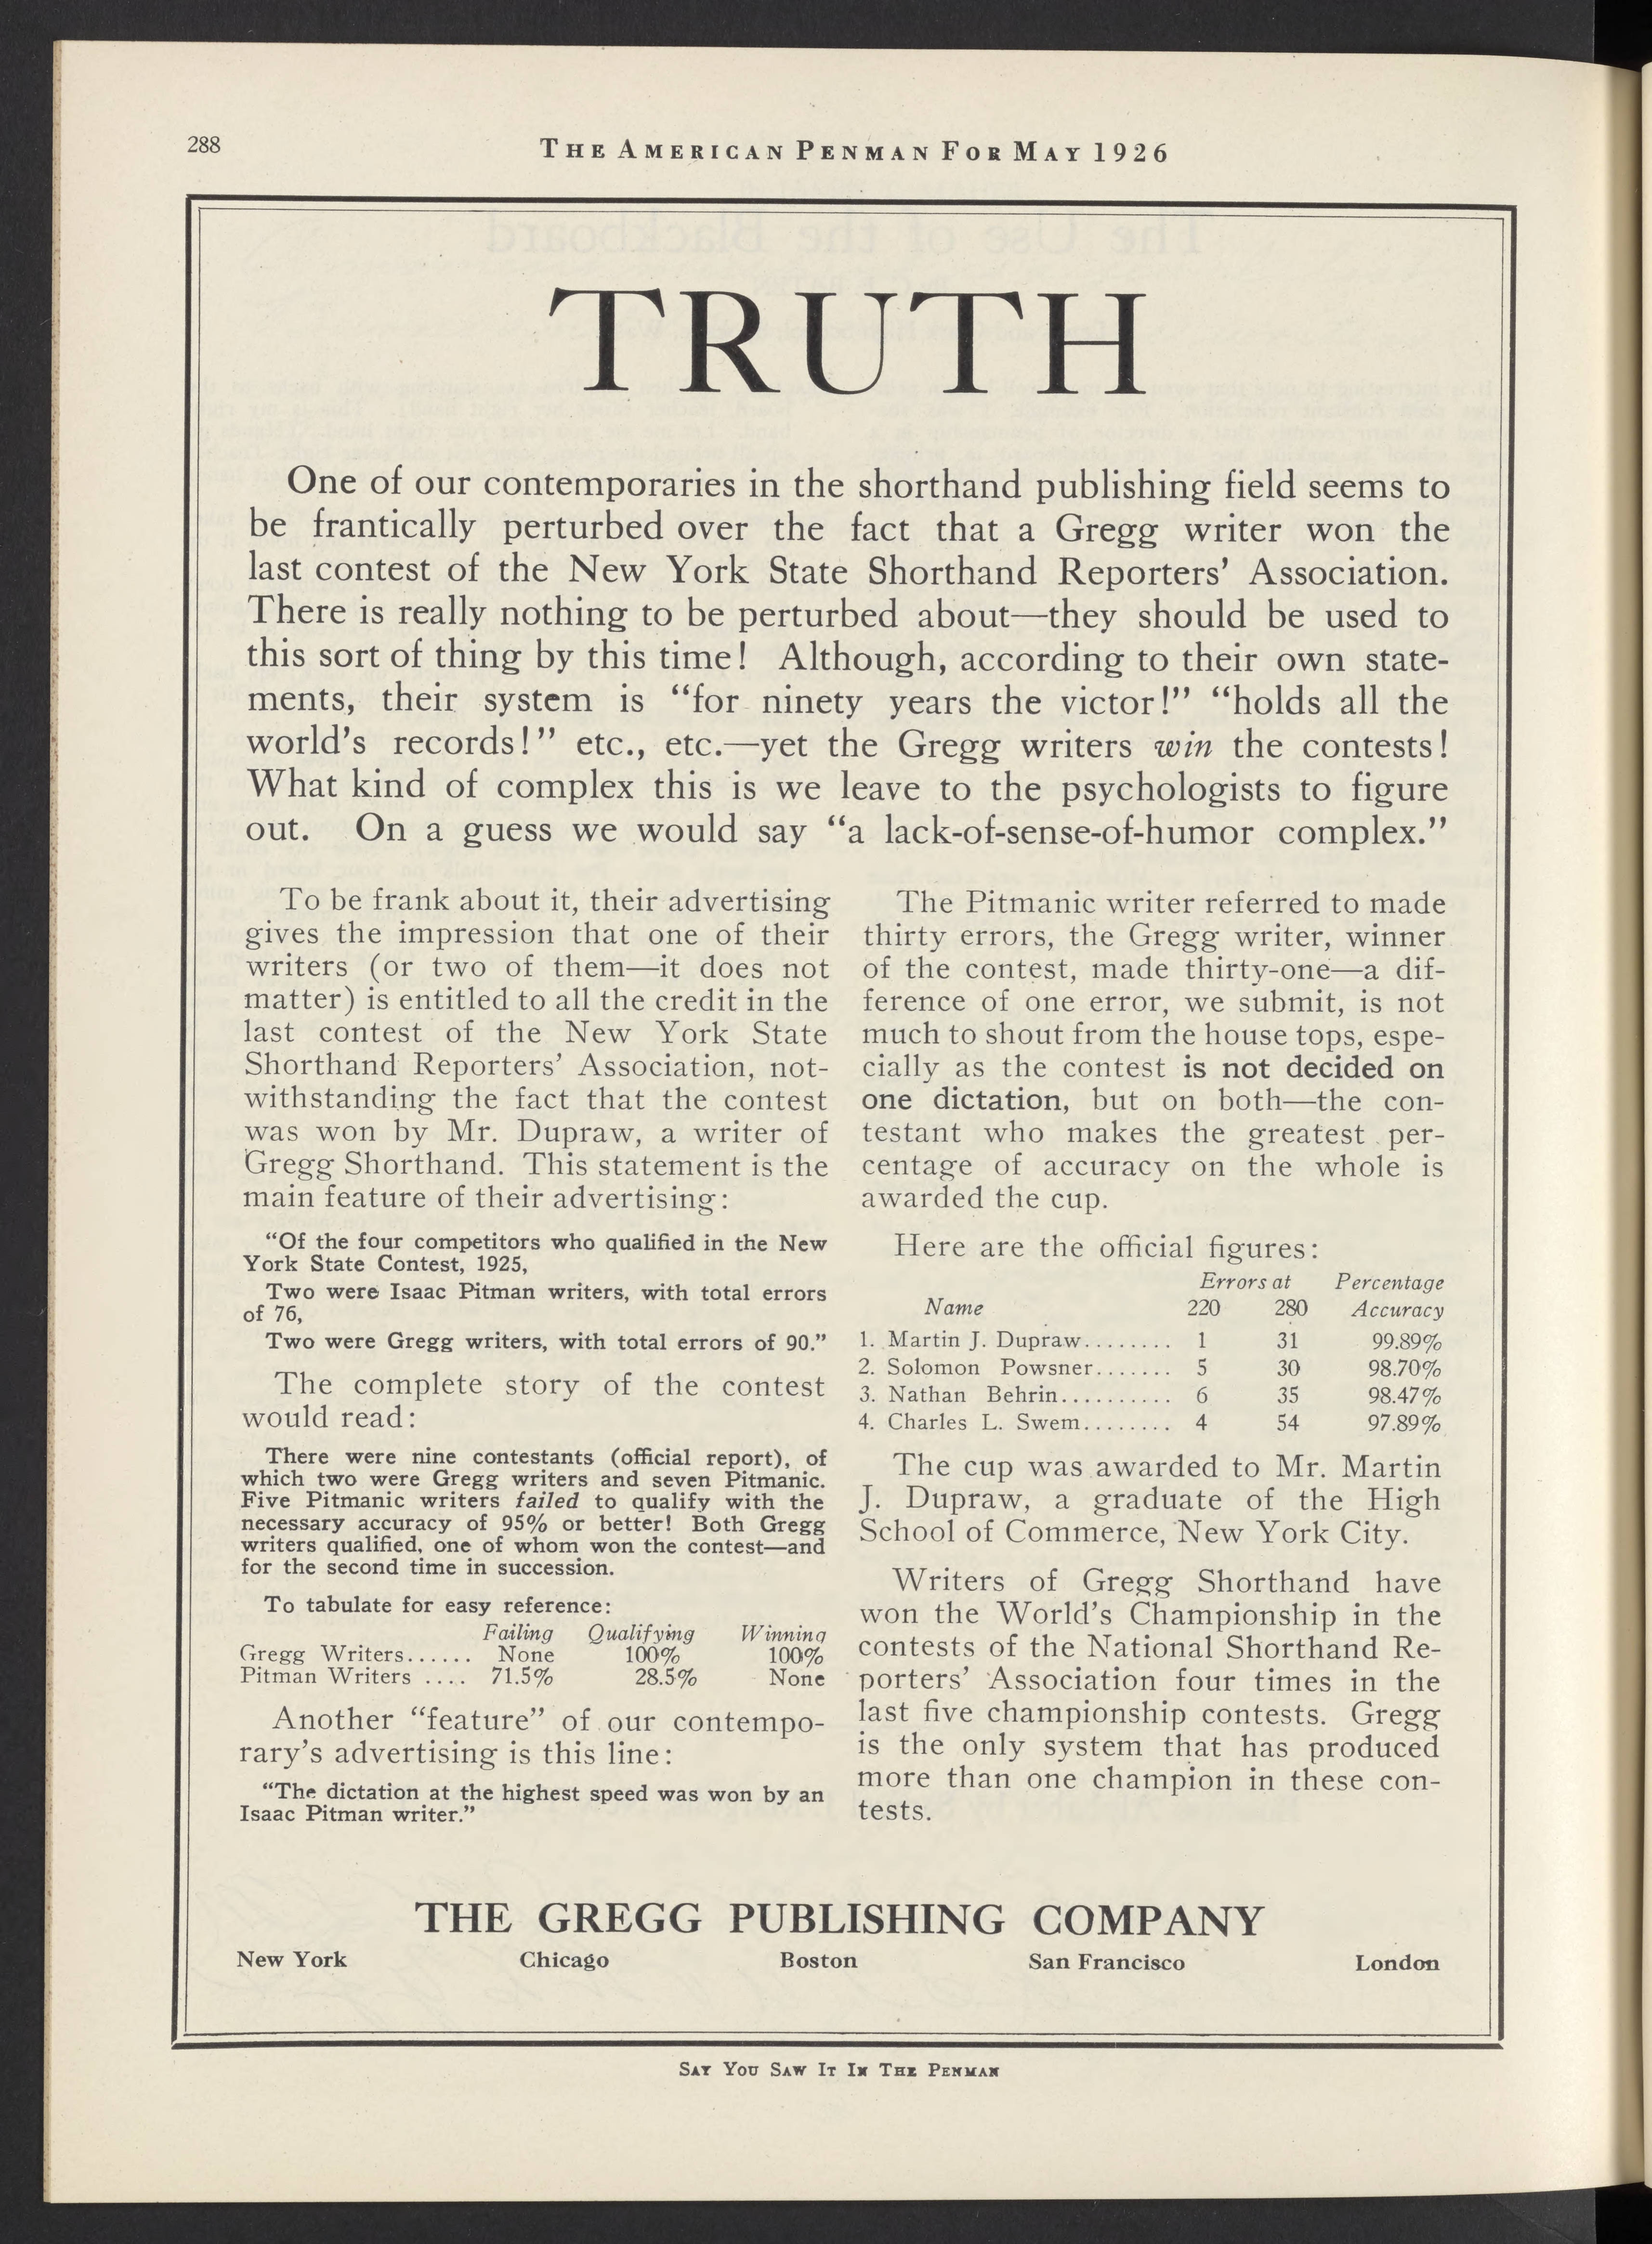 288
THE AMERICAN PENMAN FOR MAY 1926
TRUTH
One of our contemporaries in the shorthand publishing field seems to
be frantically perturbed over the fact that a Gregg writer won the
last contest of the New York State Shorthand Reporters' Association.
There is really nothing to be perturbed about—they should be used to
this sort of thing by this time! Although, according to their own state-
ments, their system is "for ninety years the victor!" "holds all the
world's records!" etc., etc.—yet the Gregg writers win the contests!
What kind of complex this is we leave to the psychologists to figure
out. On a guess we would say "a lack-of-sense-of-humor complex."
To be frank about it, their advertising
gives the impression that one of their
writers (or two of them—it does not
matter) is entitled to all the credit in the
last contest of the New York State
Shorthand Reporters' Association, not-
withstanding the fact that the contest
was won by Mr. Dupraw, a writer of
Gregg Shorthand. This statement is the
main feature of their advertising:
"Of the four competitors who qualified in the New
York State Contest, 1925,
Two were Isaac Pitman writers, with total errors
of 76,
Two were Gregg writers, with total errors of 90."
The complete story of the contest
would read:
There were nine contestants (official report), of
which two were Gregg writers and seven Pitmanic.
Five Pitmanic writers failed to qualify with the
necessary accuracy of 95% or better! Both Gregg
writers qualified, one of whom won the contest—and
for the second time in succession.
To tabulate for easy reference:
Failing Qualifying Winning
Gregg Writers...... None 100% 100%
Pitman Writers .... 71.5% 28.5% None
Another "feature" of our contempo-
rary's advertising is this line:
"The dictation at the highest speed was won by an
Isaac Pitman writer."
The Pitmanic writer referred to made
thirty errors, the Gregg writer, winner
of the contest, made thirty-one—a dif-
ference of one error, we submit, is not
much to shout from the house tops, espe-
cially as the contest is not decided on
one dictation, but on both—the con-
testant who makes the greatest per-
centage of accuracy on the whole is
awarded the cup.
Here are the official figures:
Errors at Percentage
Name 220 280 Accuracy
1. Martin J. Dupraw........ 1 31 99.89%
2. Solomon Powsner....... 5 30 98.70%
3. Nathan Behrin.......... 6 35 98.47%
4. Charles L. Swem........ 4 54 97.89%
The cup was awarded to Mr. Martin
J. Dupraw, a graduate of the High
School of Commerce, New York City.
Writers of Gregg Shorthand have
won the World's Championship in the
contests of the National Shorthand Re-
porters' Association four times in the
last five championship contests. Gregg
is the only system that has produced
more than one champion in these con-
tests.
THE GREGG PUBLISHING COMPANY
New York Chicago Boston San Francisco London
SAY YOU SAW IT IN THE PENMAN